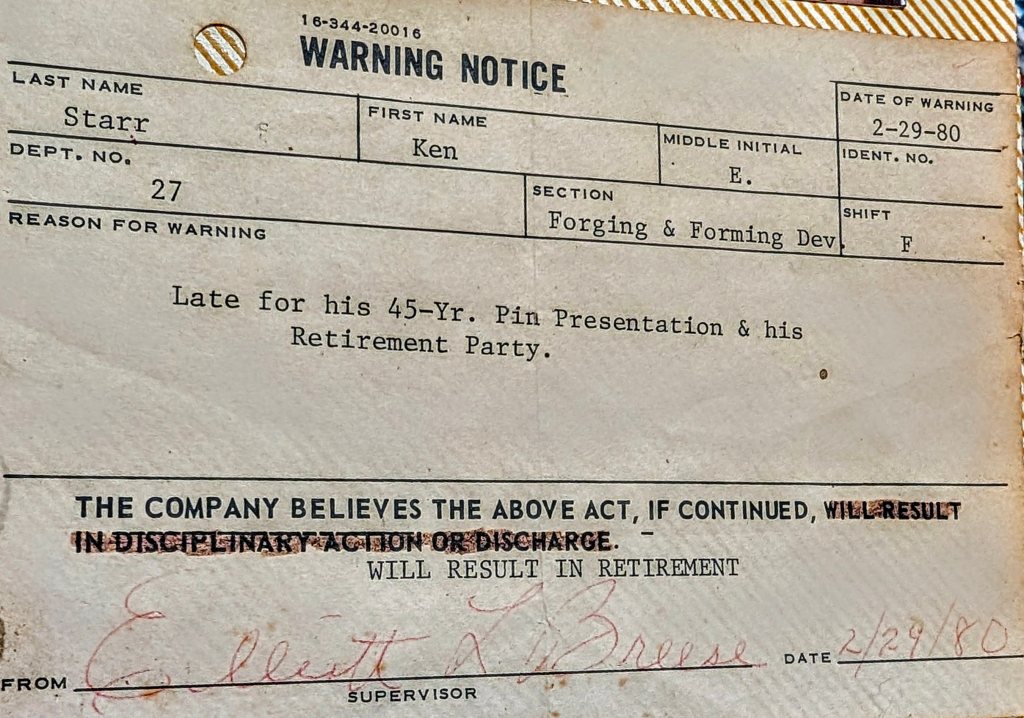 16-344-20016
WARNING NOTICE
LAST NAME
Starr
FIRST NAME
Ken
MIDDLE INITIAL
E.
DATE OF WARNING
2-29-80
DEPT. NO.
27
SECTION
Forging & Forming Dev.
IDENT. NO.
SHIFT
F
REASON FOR WARNING
Late for his 45-Yr. Pin Presentation & his
Retirement Party.
THE COMPANY BELIEVES THE ABOVE ACT, IF CONTINUED, WILL RESULT
IN DISCIPLINARY ACTION OR DISCHARGE.
WILL RESULT IN RETIREMENT
FROM Elliott L Breese
SUPERVISOR
DATE 2/29/80